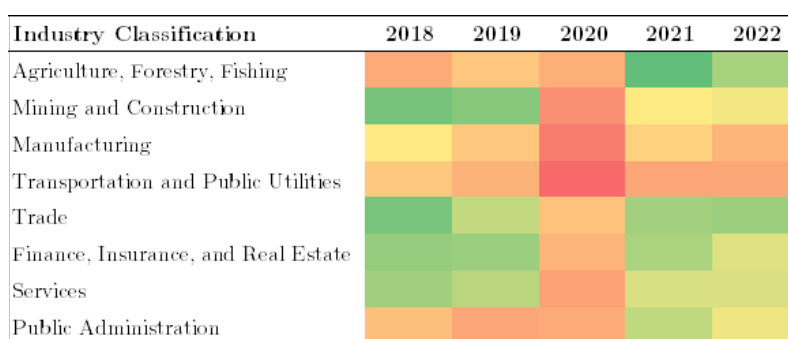 Industry Classification 2018 2019 2020 2021 2022
Agriculture, Forestry, Fishing
Mining and Construction
Manufacturing
Transportation and Public Utilities
Trade
Finance, Insurance, and Real Estate
Services
Public Administration